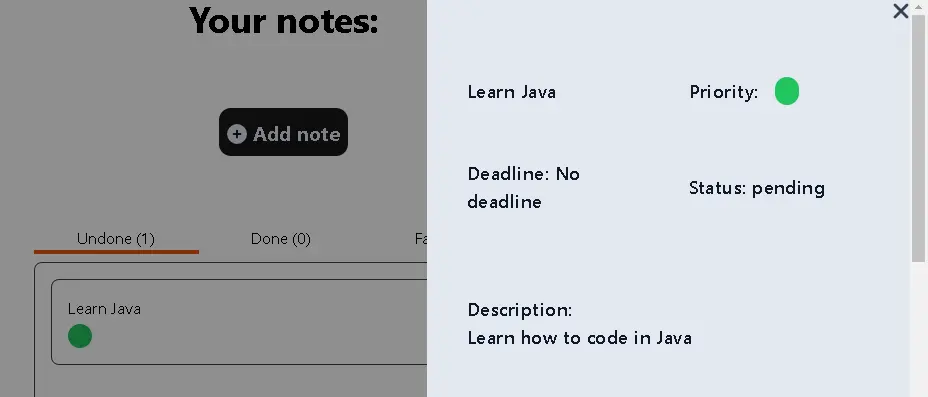 Your notes:
Add note
Undone (1)
Done (0)
Learn Java
Learn Java
Priority:
Deadline: No
deadline
Status: pending
Description:
Learn how to code in Java